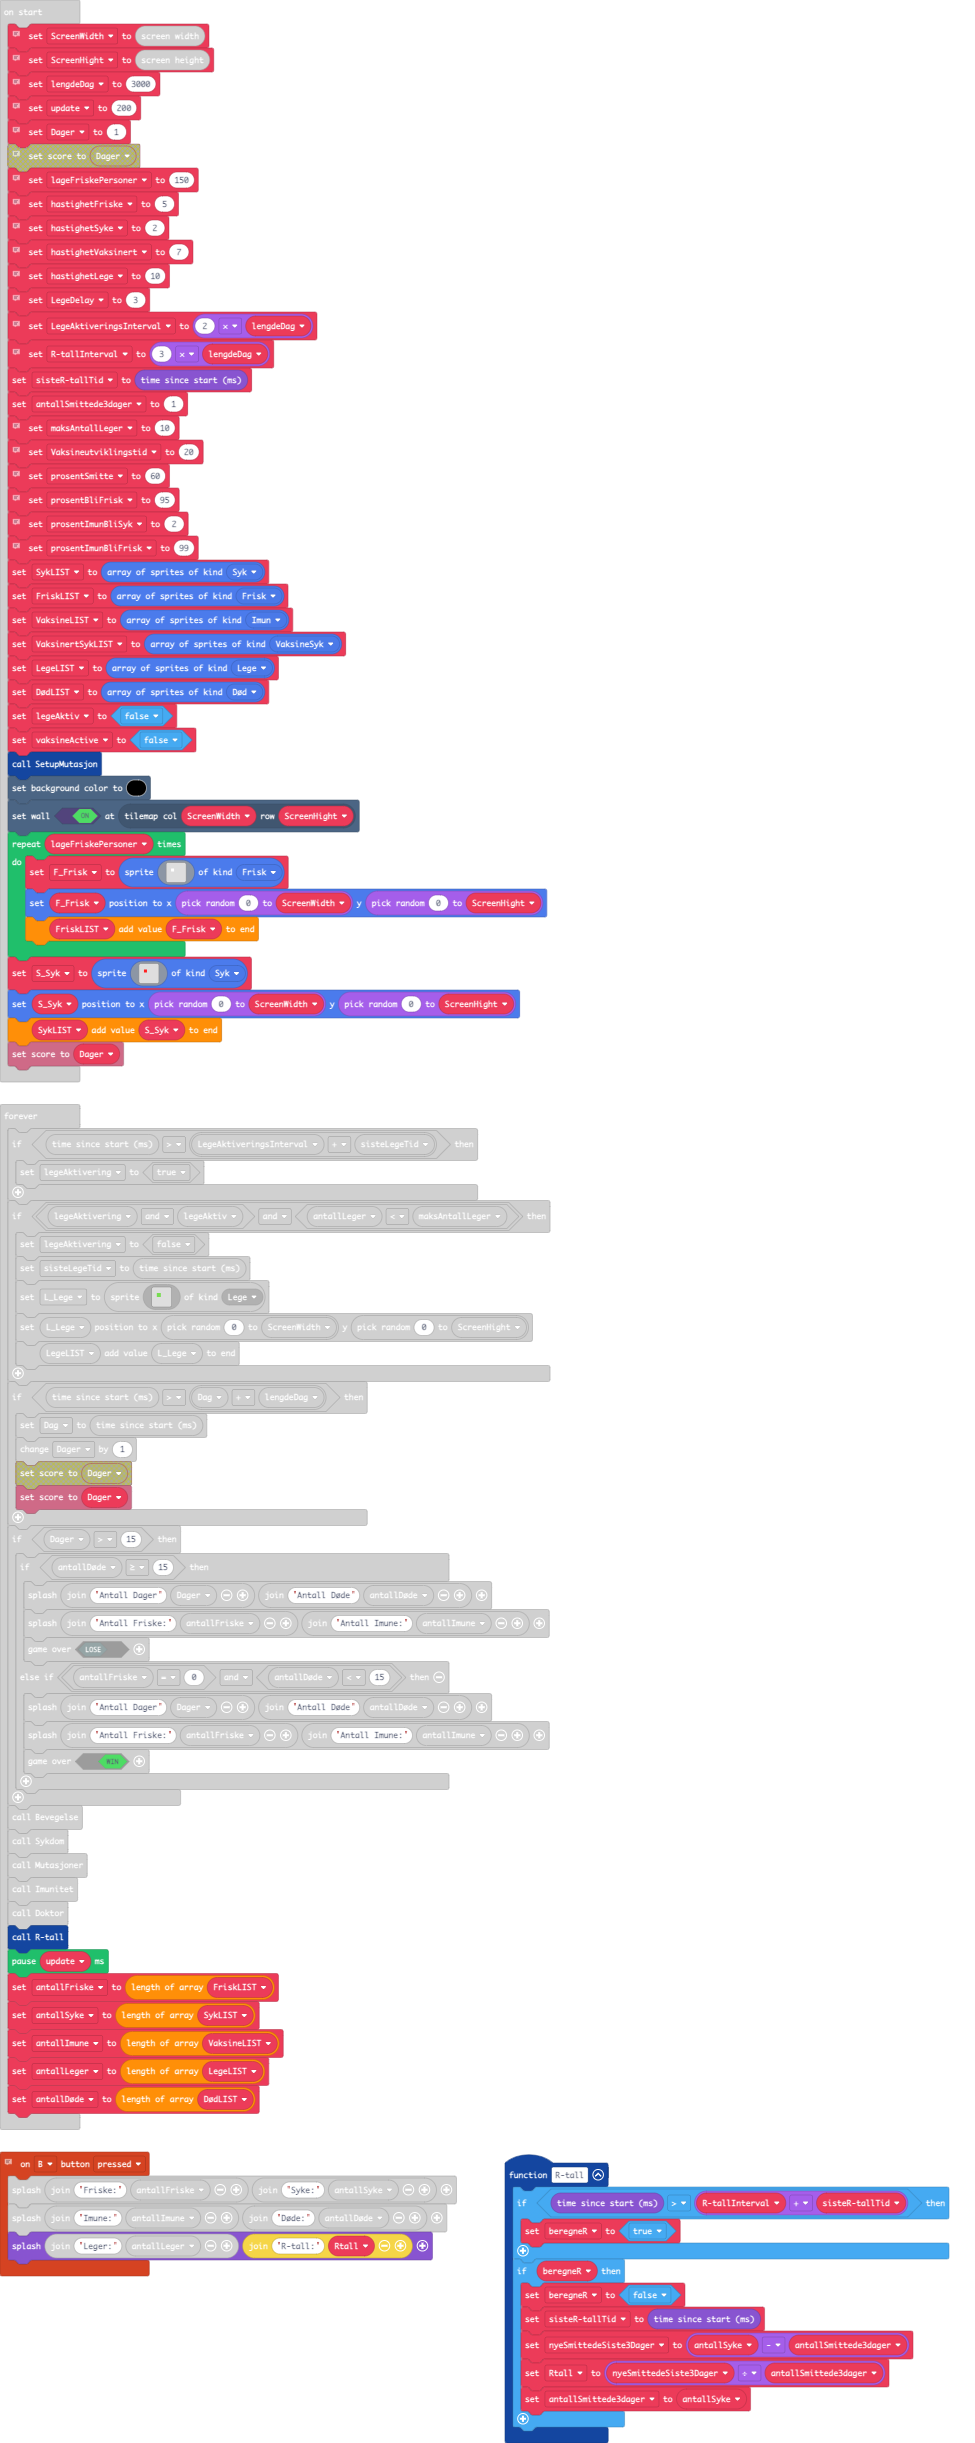 on start
set ScreenWidth to screen width
set ScreenHight to screen height
set lengdeDag to 3000
set update to 200
set Dager to 1
set score to Dager
set lageFriskePersoner to 150
set hastighetFriske to 5
set hastighetSyke to 2
set hastighetVaksinert to 7
set hastighetLege to 10
set LegeDelay to 3
set LegeAktiveringsInterval to 2 × lengdeDag
set R-tallInterval to 3 × lengdeDag
set sisteR-tallTid to time since start (ms)
set antallSmittede3dager to 1
set maksAntallLeger to 10
set Vaksineutviklingstid to 20
set prosentSmitte to 60
set prosentBliFrisk to 95
set prosentImunBliSyk to 2
set prosentImunBliFrisk to 99
set SykLIST to array of sprites of kind Syk
set FriskLIST to array of sprites of kind Frisk
set VaksineLIST to array of sprites of kind Imun
set VaksinertSykLIST to array of sprites of kind VaksineSyk
set LegeLIST to array of sprites of kind Lege
set DødLIST to array of sprites of kind Død
set legeAktiv to false
set vaksineActive to false
call SetupMutasjon
set background color to
set wall ON at tilemap col ScreenWidth row ScreenHight
repeat lageFriskePersoner times
do
set F_Frisk to sprite of kind Frisk
set F_Frisk position to x pick random 0 to ScreenWidth y pick random 0 to ScreenHight
FriskLIST add value F_Frisk to end
set S_Syk to sprite of kind Syk
set S_Syk position to x pick random 0 to ScreenWidth y pick random 0 to ScreenHight
SykLIST add value S_Syk to end
set score to Dager
forever
if time since start (ms) > LegeAktiveringsInterval + sisteLegeTid then
set legeAktivering to true
if legeAktivering and legeAktiv and antallLeger < maksAntallLeger then
set legeAktivering to false
set sisteLegeTid to time since start (ms)
set L_Lege to sprite of kind Lege
set L_Lege position to x pick random 0 to ScreenWidth y pick random 0 to ScreenHight
LegeLIST add value L_Lege to end
if time since start (ms) > Dag + lengdeDag then
set Dag to time since start (ms)
change Dager by 1
set score to Dager
set score to Dager
if Dager > 15 then
if antallDøde ≥ 15 then
splash join "Antall Dager" Dager join "Antall Døde" antallDøde
splash join "Antall Friske:" antallFriske join "Antall Imune:" antallImune
game over LOSE
else if antallFriske = 0 and antallDøde < 15 then
splash join "Antall Dager" Dager join "Antall Døde" antallDøde
splash join "Antall Friske:" antallFriske join "Antall Imune:" antallImune
game over WIN
call Bevegelse
call Sykdom
call Mutasjoner
call Imunitet
call Doktor
call R-tall
pause update ms
set antallFriske to length of array FriskLIST
set antallSyke to length of array SykLIST
set antallImune to length of array VaksineLIST
set antallLeger to length of array LegeLIST
set antallDøde to length of array DødLIST
on B button pressed
splash join "Friske:" antallFriske join "Syke:" antallSyke
splash join "Imune:" antallImune join "Døde:" antallDøde
splash join "Leger:" antallLeger join "R-tall:" Rtall
function R-tall
if time since start (ms) > R-tallInterval + sisteR-tallTid then
set beregneR to true
if beregneR then
set beregneR to false
set sisteR-tallTid to time since start (ms)
set nyeSmittedeSiste3Dager to antallSyke - antallSmittede3dager
set Rtall to nyeSmittedeSiste3Dager ÷ antallSmittede3dager
set antallSmittede3dager to antallSyke